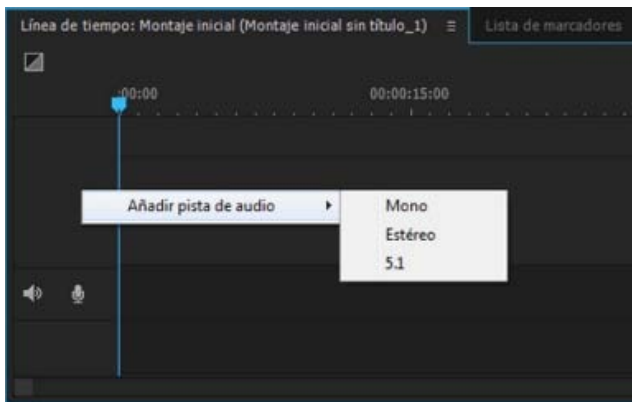 Línea de tiempo: Montaje inicial (Montaje inicial sin título_1) Lista de marcadores
:00:00 00:00:15:00
Añadir pista de audio Mono
Estéreo
5.1